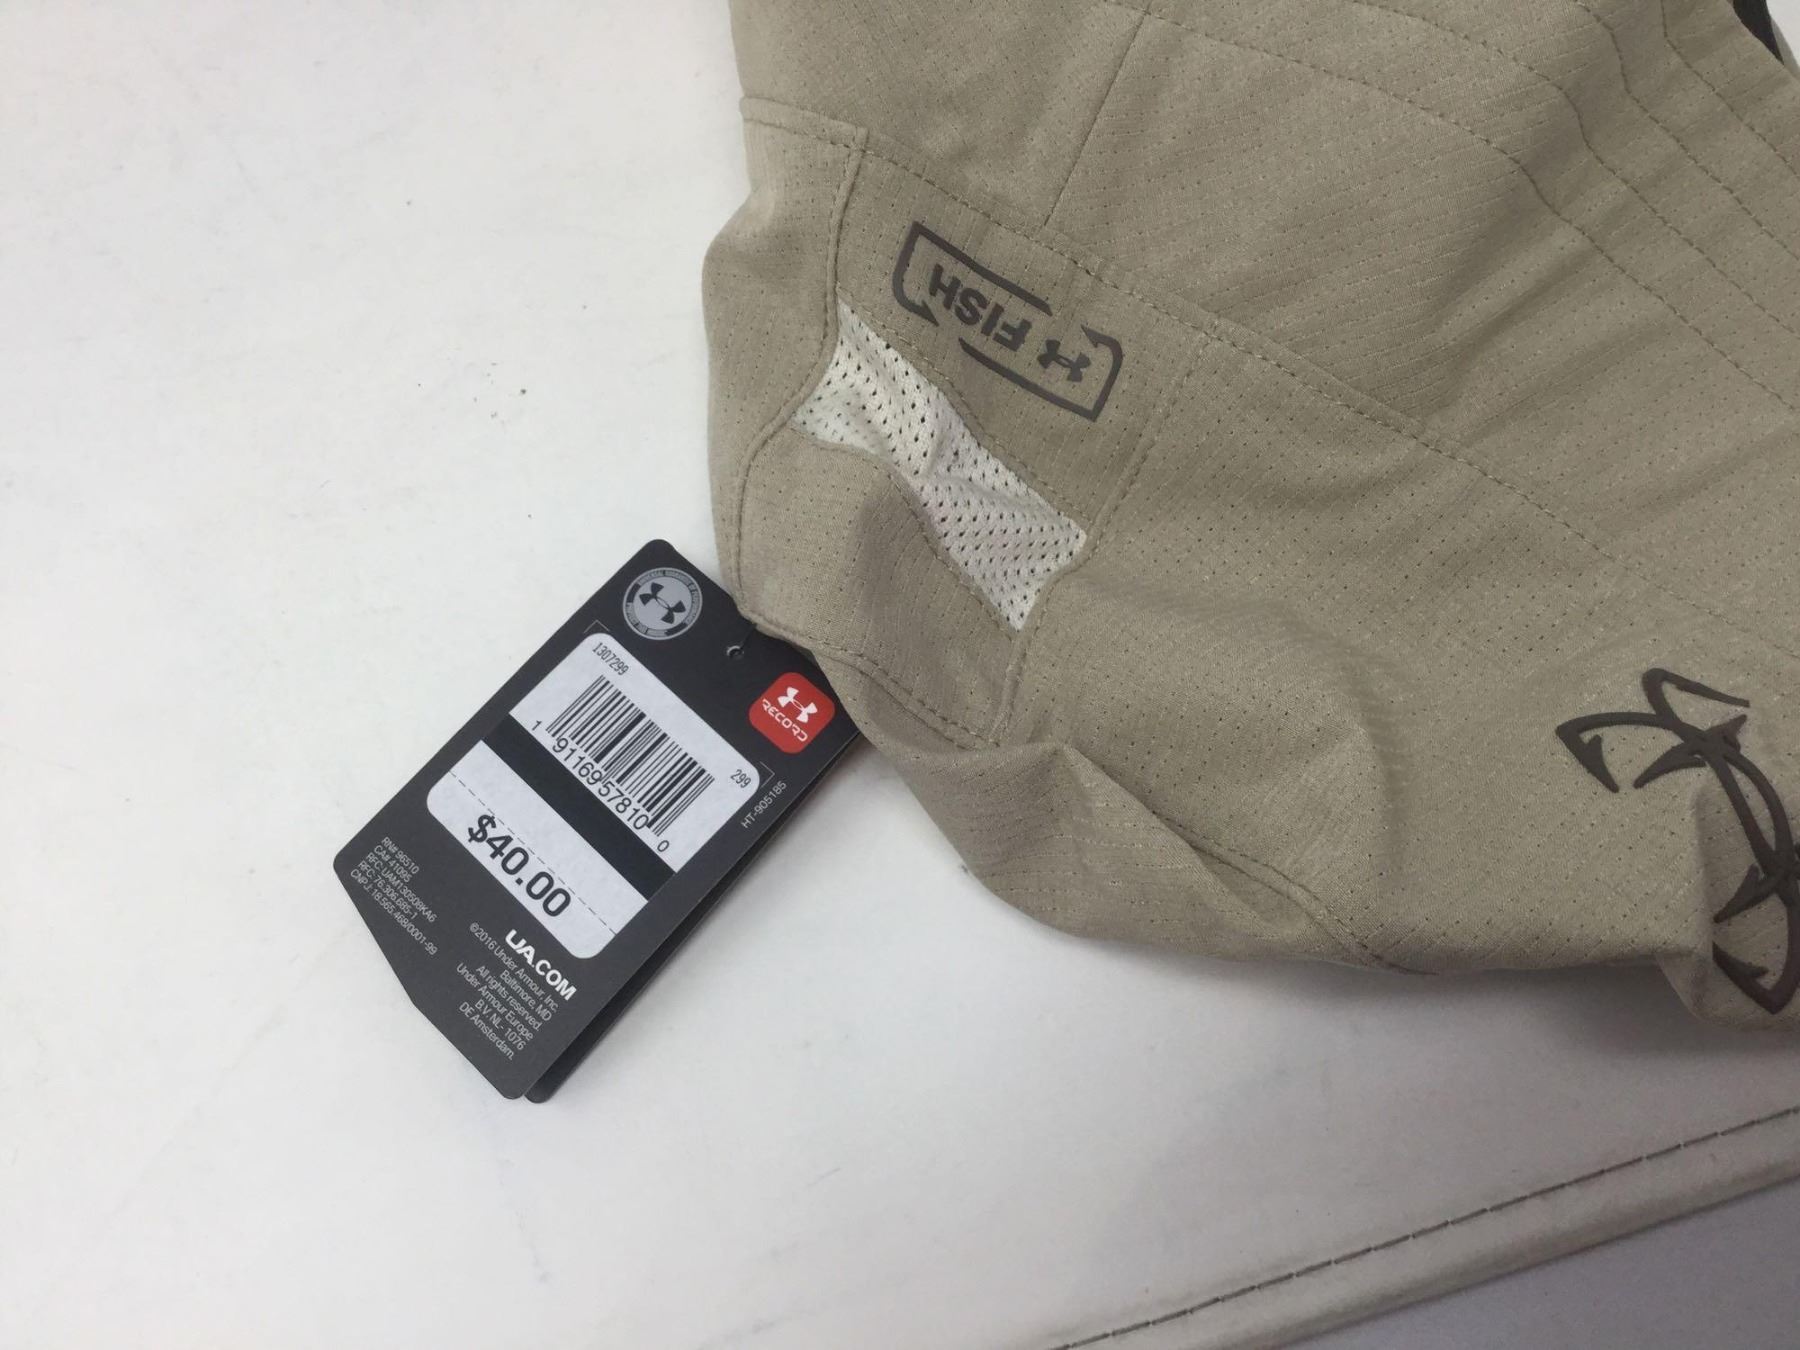 FISH
1307299
1 91169 57810 0
299
HT-905185
$40.00
RECORD
RN# 96510
CA# 41095
RFC: UAM130508KA6
RFC: 76.306.685-1
CNPJ: 18.565.468/0001-99
UA.COM
©2016 Under Armour, Inc.
Baltimore, MD
All rights reserved.
Under Armour Europe
B.V. NL- 1076
DE Amsterdam.